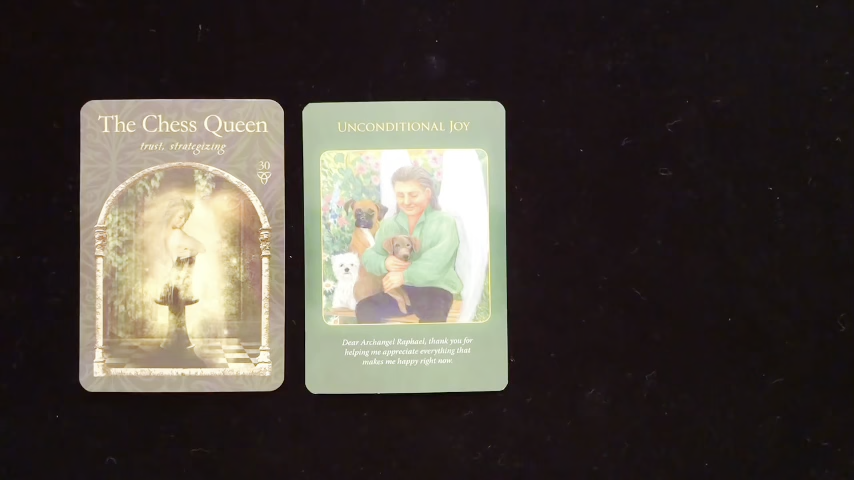 The Chess Queen
trust, strategizing
30
UNCONDITIONAL JOY
Dear Archangel Raphael, thank you for
helping me appreciate everything that
makes me happy right now.